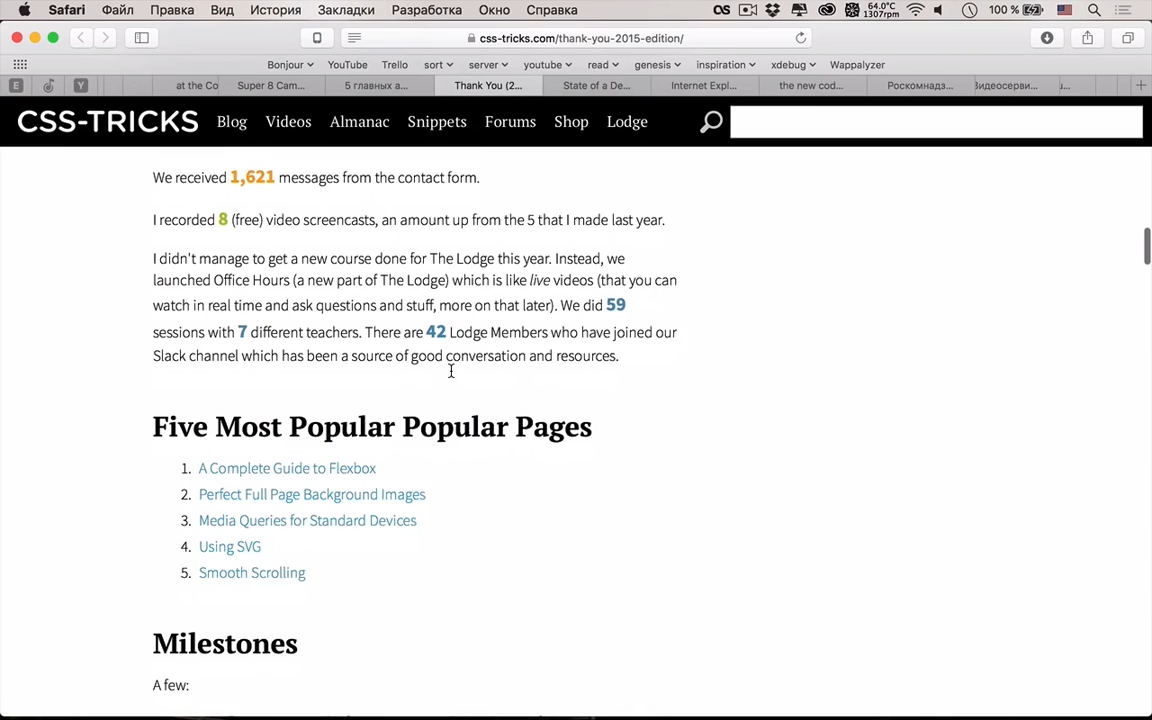 Safari Файл Правка Вид История Закладки Разработка Окно Справка 64.0°C 1307rpm 100 %
css-tricks.com/thank-you-2015-edition/
Bonjour YouTube Trello sort server youtube read genesis inspiration xdebug Wappalyzer
E Y at the Co Super 8 Cam... 5 главных а... Thank You (2... State of a De... Internet Expl... the new cod... Роскомнадз... Видеосерви...
CSS-TRICKS Blog Videos Almanac Snippets Forums Shop Lodge
We received 1,621 messages from the contact form.
I recorded 8 (free) video screencasts, an amount up from the 5 that I made last year.
I didn't manage to get a new course done for The Lodge this year. Instead, we
launched Office Hours (a new part of The Lodge) which is like live videos (that you can
watch in real time and ask questions and stuff, more on that later). We did 59
sessions with 7 different teachers. There are 42 Lodge Members who have joined our
Slack channel which has been a source of good conversation and resources.
Five Most Popular Popular Pages
1. A Complete Guide to Flexbox
2. Perfect Full Page Background Images
3. Media Queries for Standard Devices
4. Using SVG
5. Smooth Scrolling
Milestones
A few: